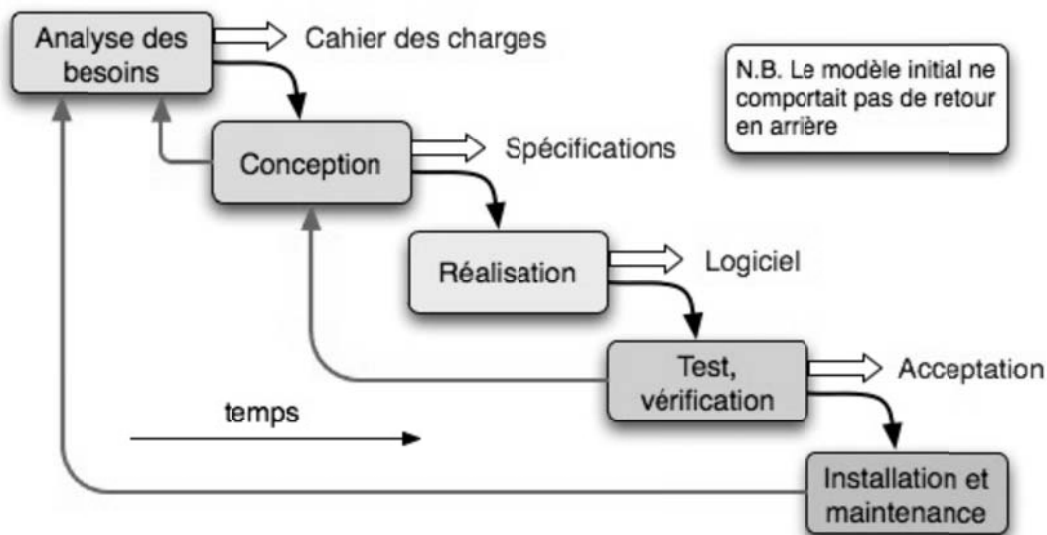 Analyse des
besoins
Cahier des charges
N.B. Le modèle initial ne
comportait pas de retour
en arrière
Conception
Spécifications
Réalisation
Logiciel
Test,
vérification
Acceptation
temps
Installation et
maintenance